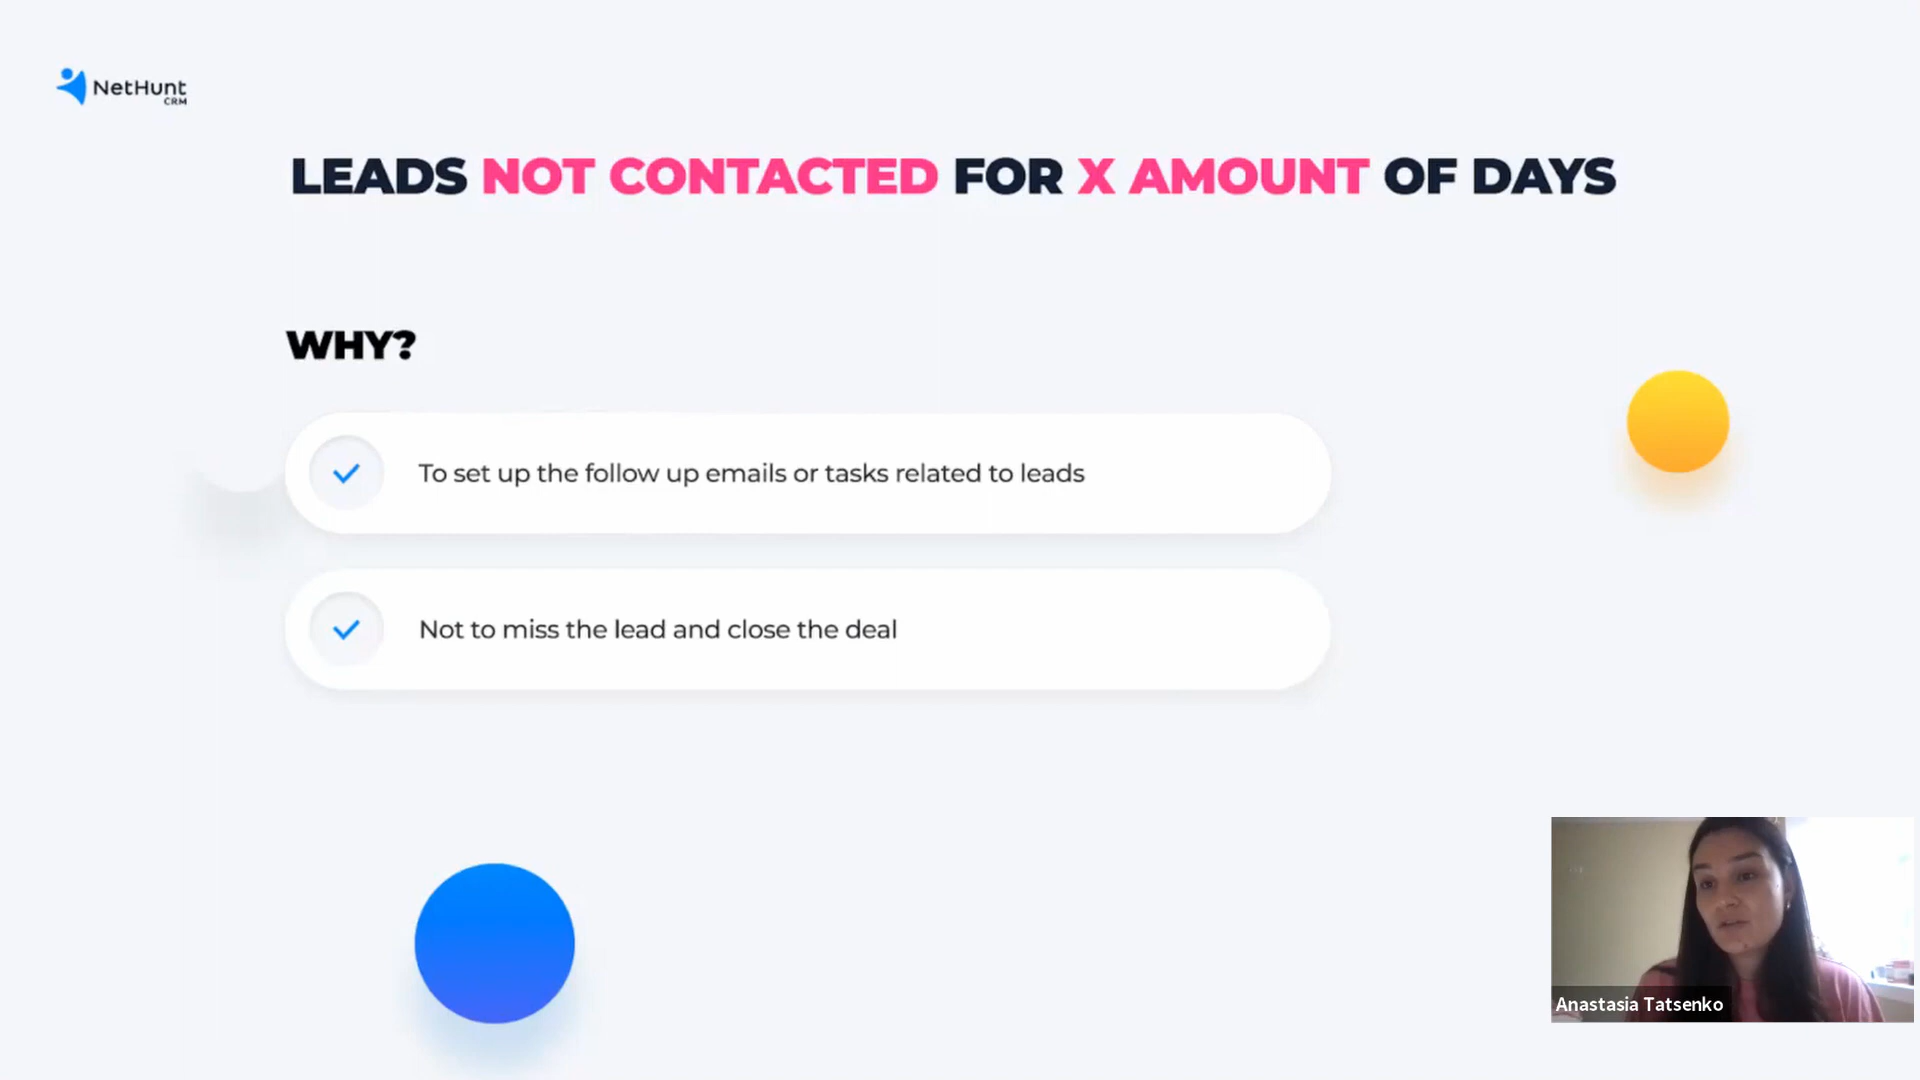 NetHunt
CRM
LEADS NOT CONTACTED FOR X AMOUNT OF DAYS
WHY?
To set up the follow up emails or tasks related to leads
Not to miss the lead and close the deal
Anastasia Tatsenko